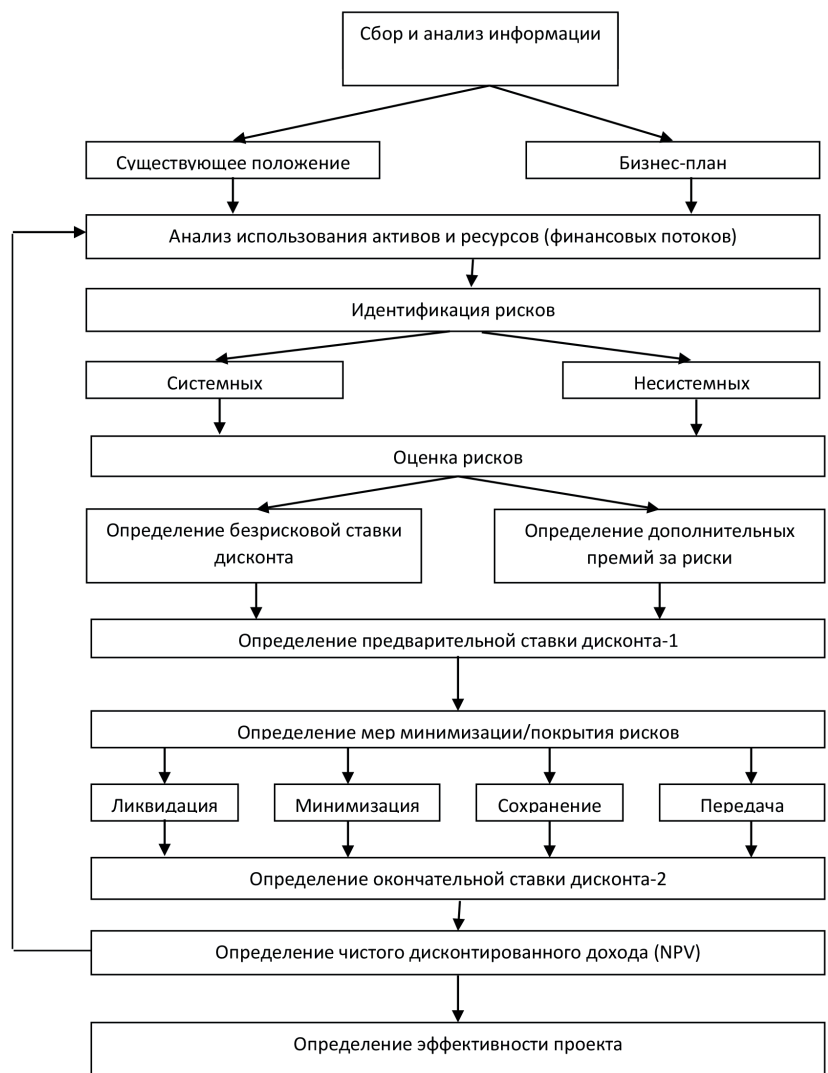 Сбор и анализ информации
Существующее положение
Бизнес-план
Анализ использования активов и ресурсов (финансовых потоков)
Идентификация рисков
Системных
Несистемных
Оценка рисков
Определение безрисковой ставки
дисконта
Определение дополнительных
премий за риски
Определение предварительной ставки дисконта-1
Определение мер минимизации/покрытия рисков
Ликвидация
Минимизация
Сохранение
Передача
Определение окончательной ставки дисконта-2
Определение чистого дисконтированного дохода (NPV)
Определение эффективности проекта